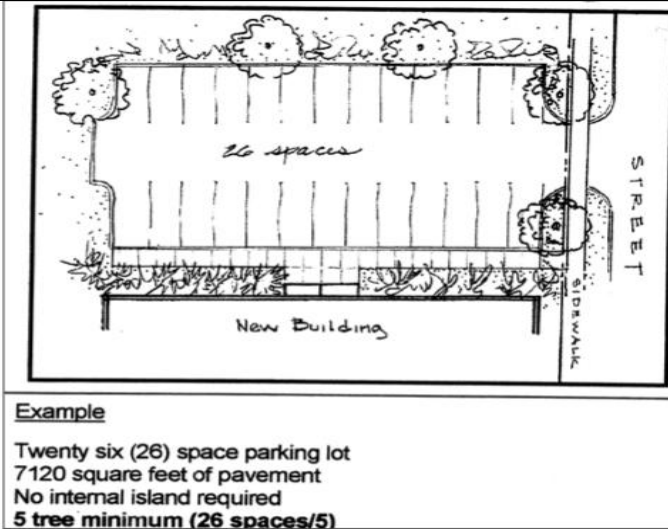 26 spaces
STREET
SIDEWALK
New Building
Example
Twenty six (26) space parking lot
7120 square feet of pavement
No internal island required
5 tree minimum (26 spaces/5)